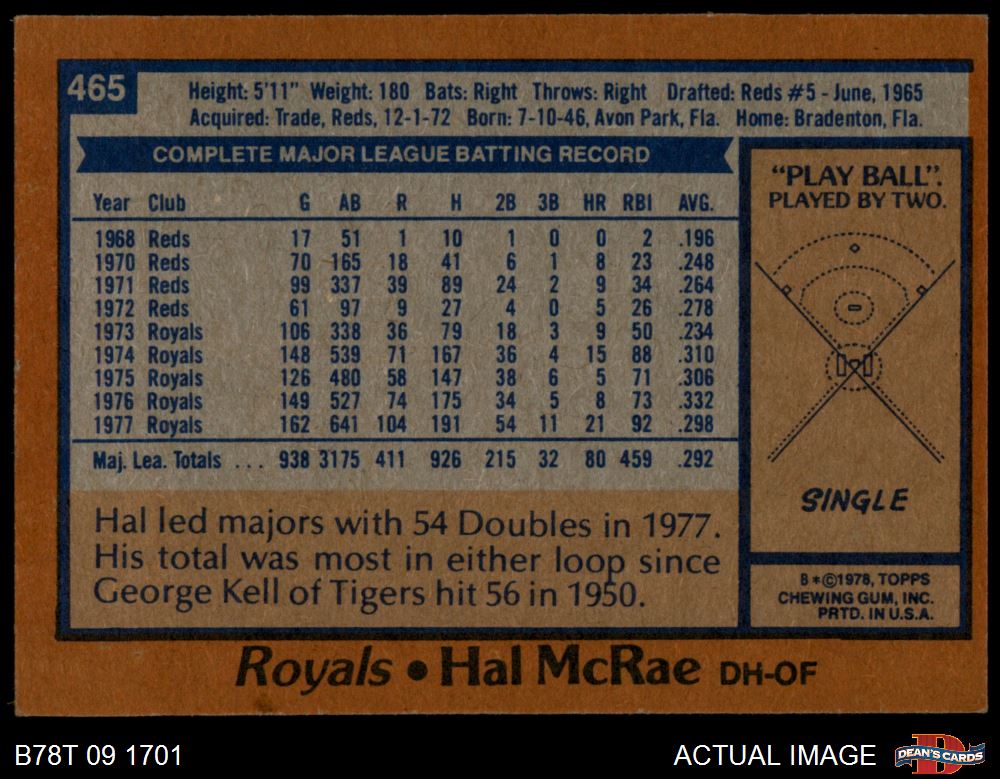 465
Height: 5'11" Weight: 180 Bats: Right Throws: Right Drafted: Reds #5 - June, 1965
Acquired: Trade, Reds, 12-1-72 Born: 7-10-46, Avon Park, Fla. Home: Bradenton, Fla.
COMPLETE MAJOR LEAGUE BATTING RECORD
Year Club G AB R H 2B 3B HR RBI AVG.
1968 Reds 17 51 1 10 1 0 0 2 .196
1970 Reds 70 165 18 41 6 1 8 23 .248
1971 Reds 99 337 39 89 24 2 9 34 .264
1972 Reds 61 97 9 27 4 0 5 26 .278
1973 Royals 106 338 36 79 18 3 9 50 .234
1974 Royals 148 539 71 167 36 4 15 88 .310
1975 Royals 126 480 58 147 38 6 5 71 .306
1976 Royals 149 527 74 175 34 5 8 73 .332
1977 Royals 162 641 104 191 54 11 21 92 .298
Maj. Lea. Totals ... 938 3175 411 926 215 32 80 459 .292
Hal led majors with 54 Doubles in 1977.
His total was most in either loop since
George Kell of Tigers hit 56 in 1950.
"PLAY BALL".
PLAYED BY TWO.
SINGLE
B*©1978, TOPPS
CHEWING GUM, INC.
PRTD. IN U.S.A.
Royals • Hal McRae DH-OF
B78T 09 1701
ACTUAL IMAGE
DEAN'S CARDS